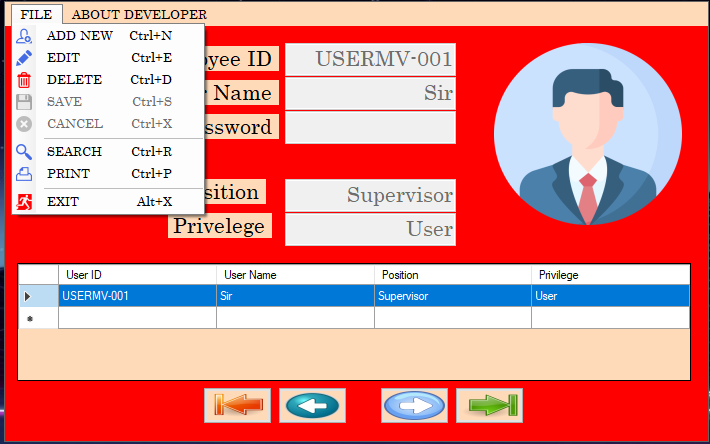 FILE ABOUT DEVELOPER
ADD NEW Ctrl+N
EDIT Ctrl+E
DELETE Ctrl+D
SAVE Ctrl+S
CANCEL Ctrl+X
SEARCH Ctrl+R
PRINT Ctrl+P
EXIT Alt+X
ID USERMV-001
Name Sir
ssword
sition Supervisor
Privelege User
User ID User Name Position Privilege
USERMV-001 Sir Supervisor User